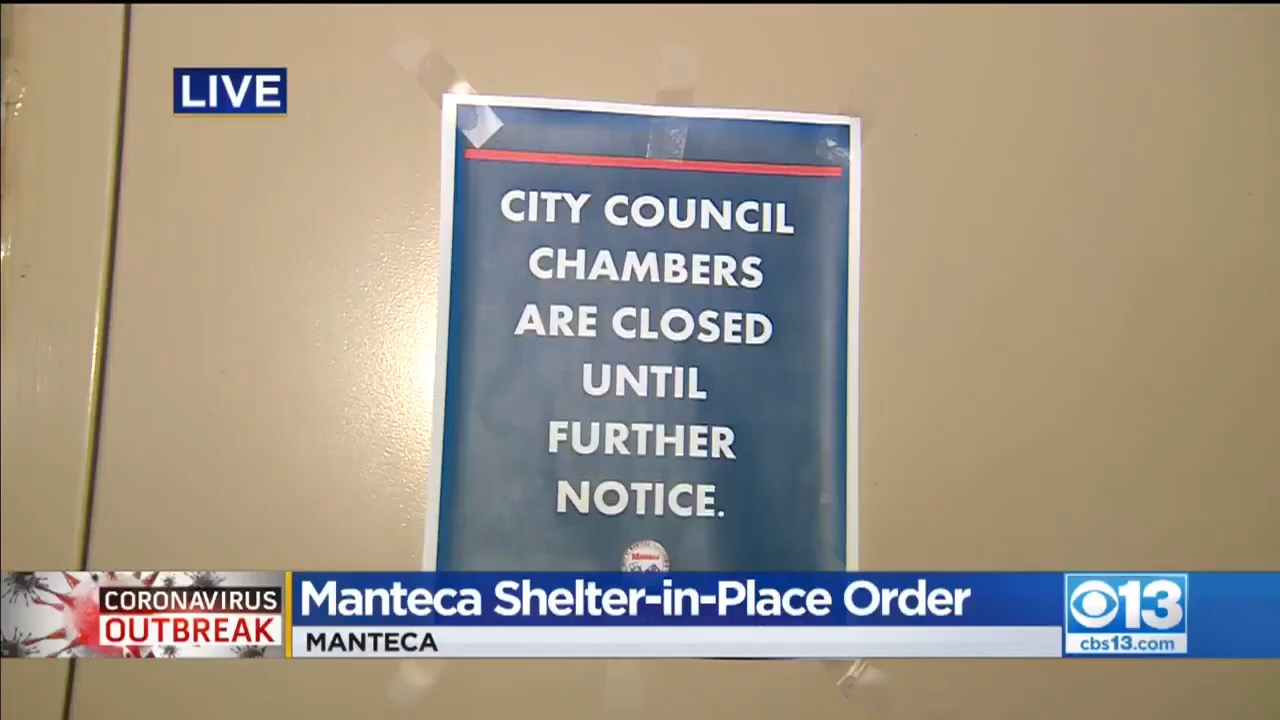 LIVE
CITY COUNCIL
CHAMBERS
ARE CLOSED
UNTIL
FURTHER
NOTICE.
Manteca
CORONAVIRUS
OUTBREAK
Manteca Shelter-in-Place Order
MANTECA
13
cbs13.com